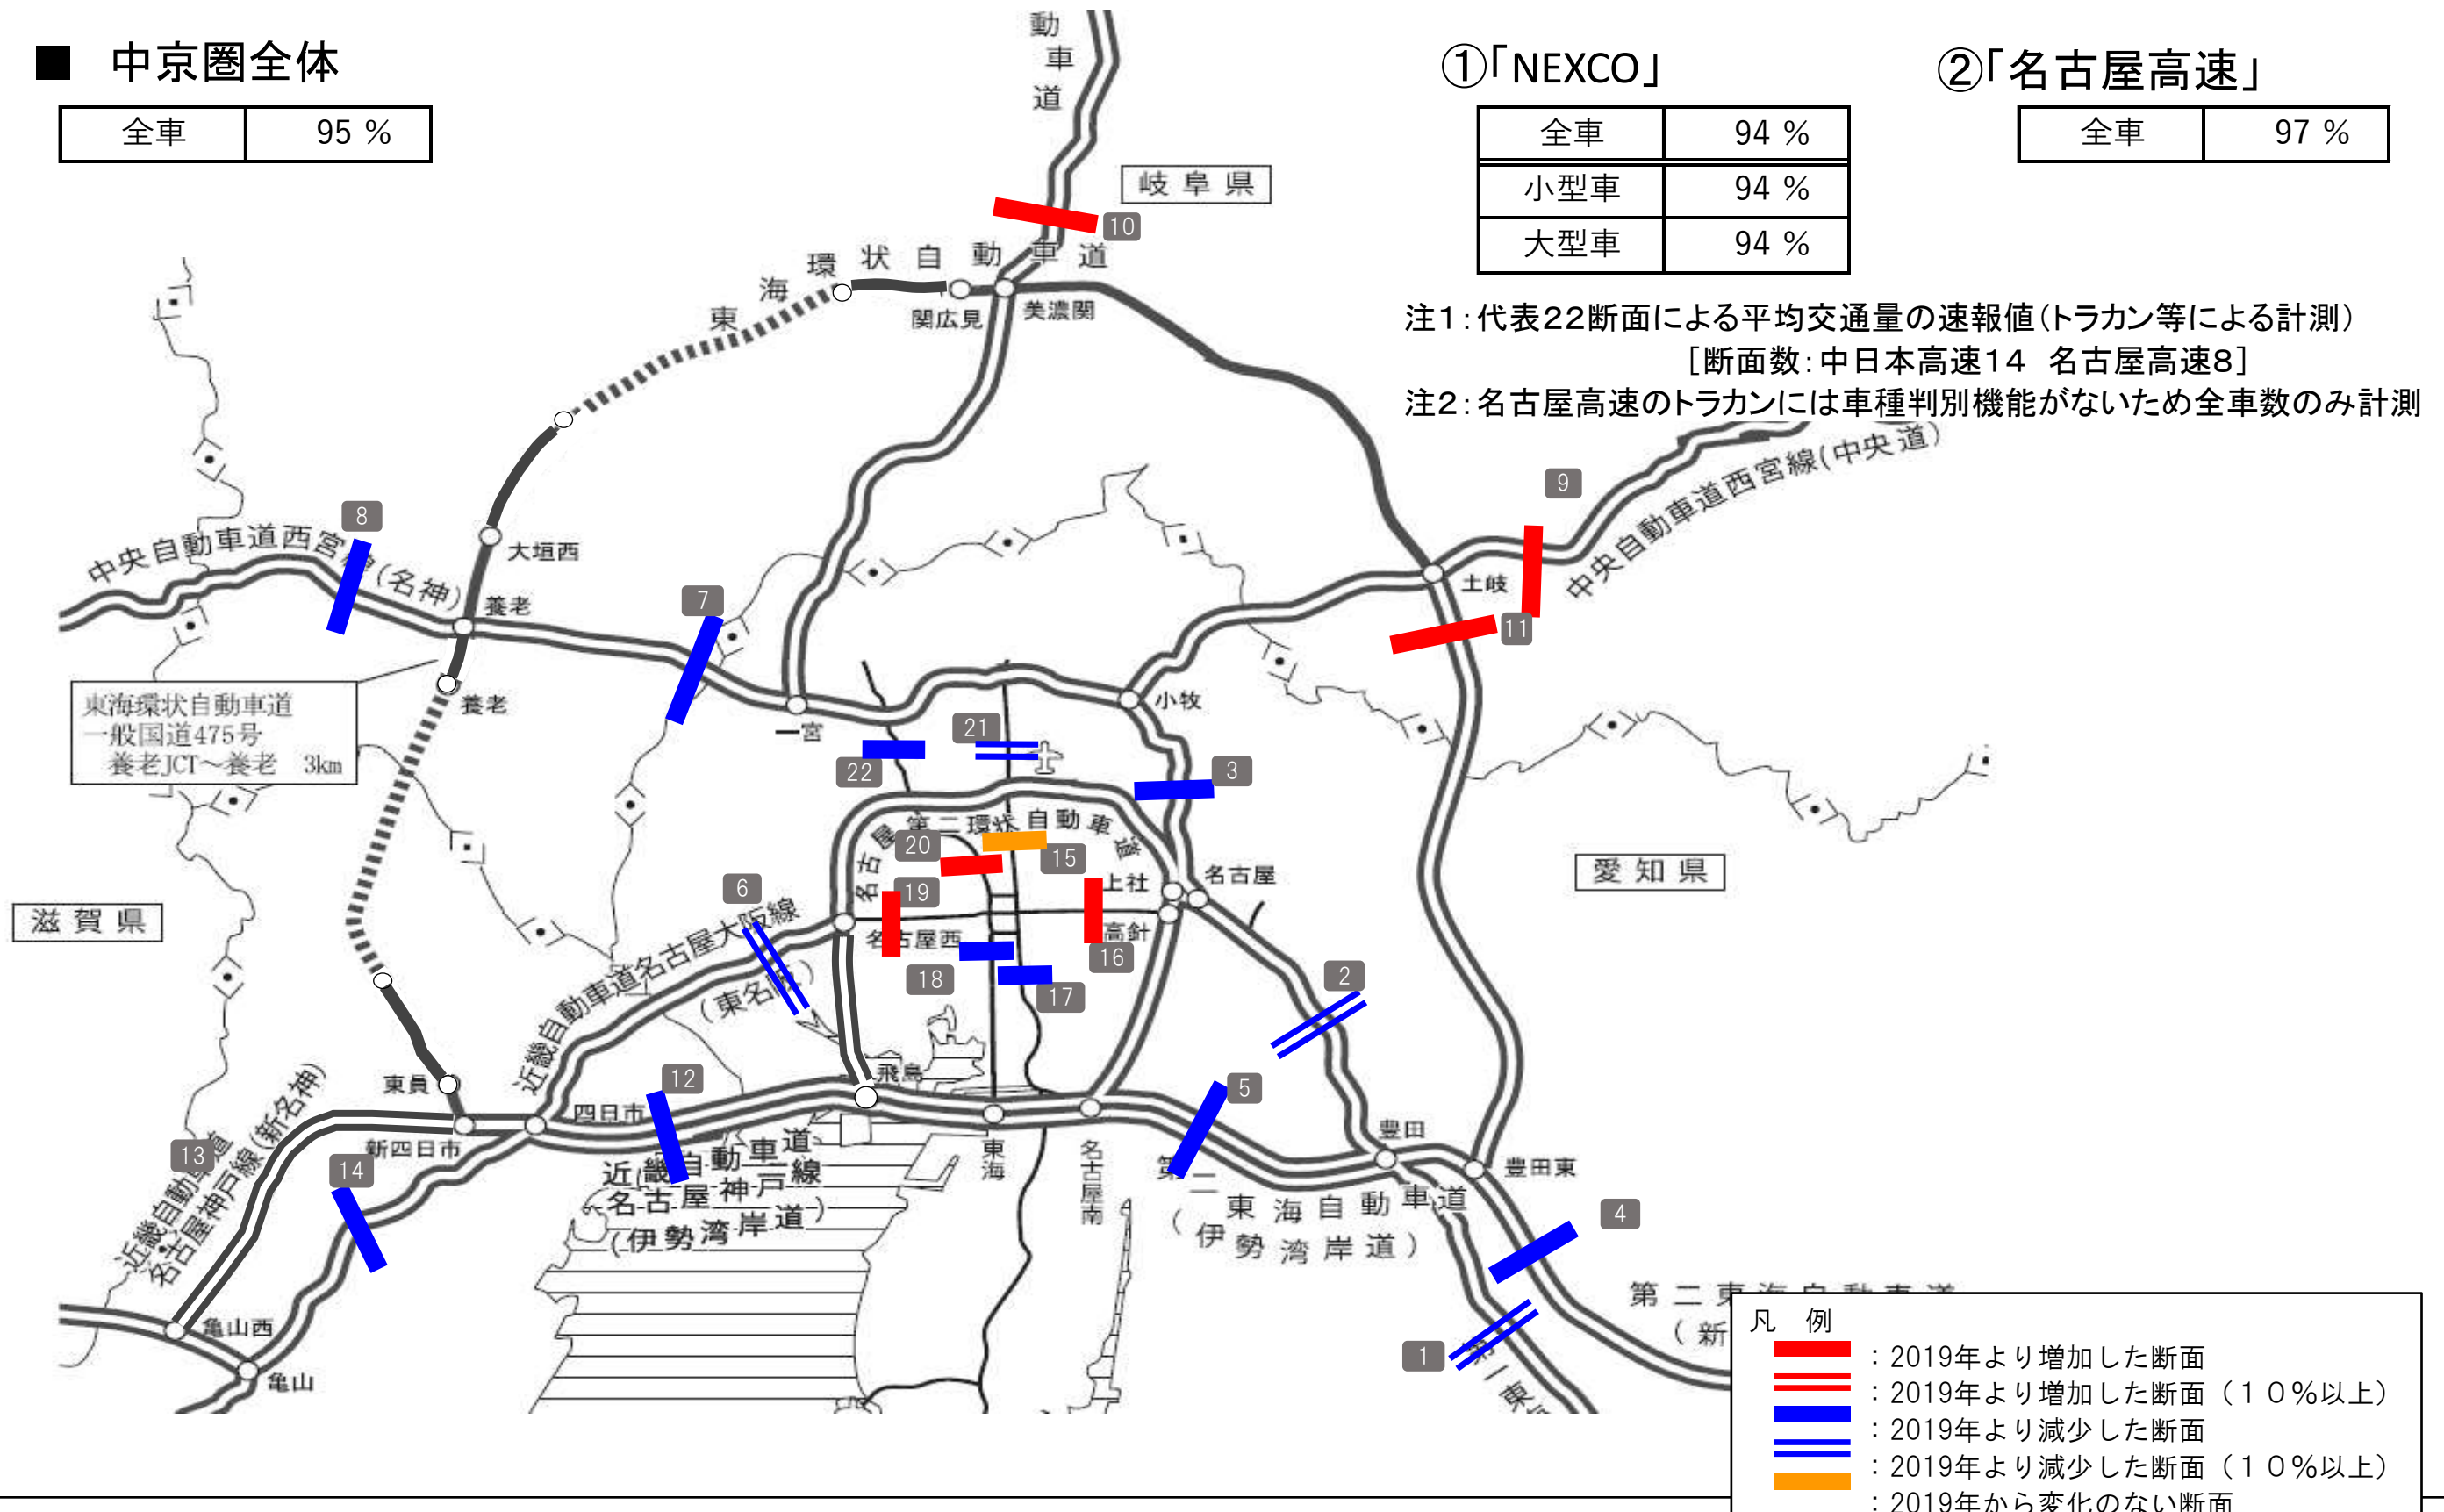 ■ 中京圏全体
全車 95 %
①「NEXCO」
全車 94 %
小型車 94 %
大型車 94 %
②「名古屋高速」
全車 97 %
注1：代表22断面による平均交通量の速報値（トラカン等による計測）
［断面数：中日本高速14 名古屋高速8］
注2：名古屋高速のトラカンには車種判別機能がないため全車数のみ計測
動車道
岐阜県
10
東海環状自動車道
関広見
美濃関
9
中央自動車道西宮線(中央道)
8
中央自動車道西宮線(名神)
大垣西
養老
7
土岐
11
東海環状自動車道
一般国道475号
養老JCT～養老 3km
養老
一宮
小牧
21
22
3
名古屋第二環状自動車道
20
15
愛知県
滋賀県
6
19
上社
名古屋
近畿自動車道名古屋大阪線
(東名阪)
名古屋西
高針
16
18
17
2
東員
12
飛島
四日市
5
13
14
新四日市
近畿自動車道
名古屋神戸線(新名神)
近畿自動車道
名古屋神戸線
(伊勢湾岸道)
東海
名古屋南
豊田
豊田東
第二東海自動車道
(伊勢湾岸道)
4
第二東海自動車道
(新
1
第一東
亀山西
亀山
凡 例
：2019年より増加した断面
：2019年より増加した断面（１０％以上）
：2019年より減少した断面
：2019年より減少した断面（１０％以上）
：2019年から変化のない断面